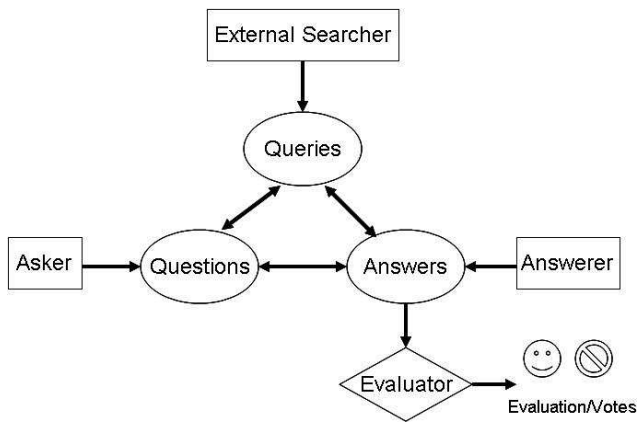 External Searcher
Queries
Asker
Questions
Answers
Answerer
Evaluator
Evaluation/Votes